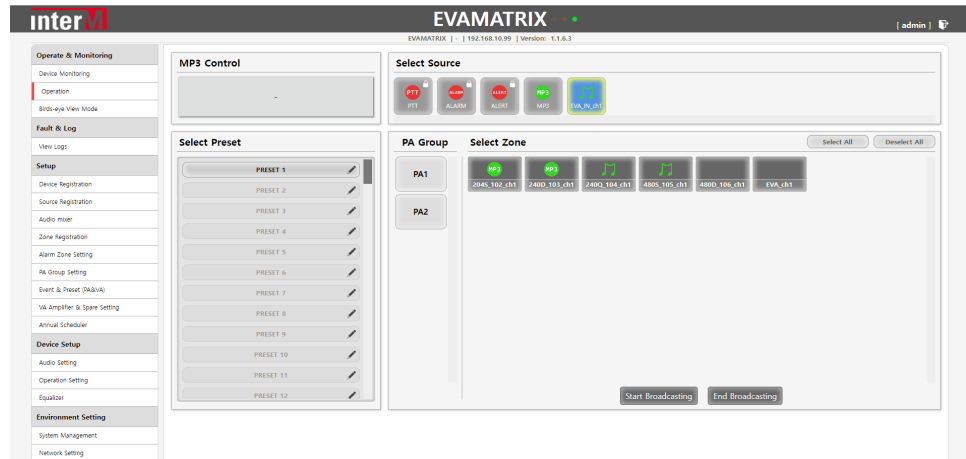 interM
EVAMATRIX
[ admin ]
EVAMATRIX | - | 192.168.10.99 | Version: 1.1.6.3
Operate & Monitoring
Device Monitoring
Operation
Birds-eye View Mode
Fault & Log
View Logs
Setup
Device Registration
Source Registration
Audio mixer
Zone Registration
Alarm Zone Setting
PA Group Setting
Event & Preset (PA&VA)
VA Amplifier & Spare Setting
Annual Scheduler
Device Setup
Audio Setting
Operation Setting
Equalizer
Environment Setting
System Management
Network Setting
MP3 Control
-
Select Source
PTT ALARM ALERT MP3
PTT ALARM ALERT MP3 EVA_IN_ch1
Select Preset
PRESET 1
PRESET 2
PRESET 3
PRESET 4
PRESET 5
PRESET 6
PRESET 7
PRESET 8
PRESET 9
PRESET 10
PRESET 11
PRESET 12
PA Group
PA1
PA2
Select Zone
Select All Deselect All
MP3 MP3
204S_102_ch1 240D_103_ch1 240Q_104_ch1 480S_105_ch1 480D_106_ch1 EVA_ch1
Start Broadcasting End Broadcasting